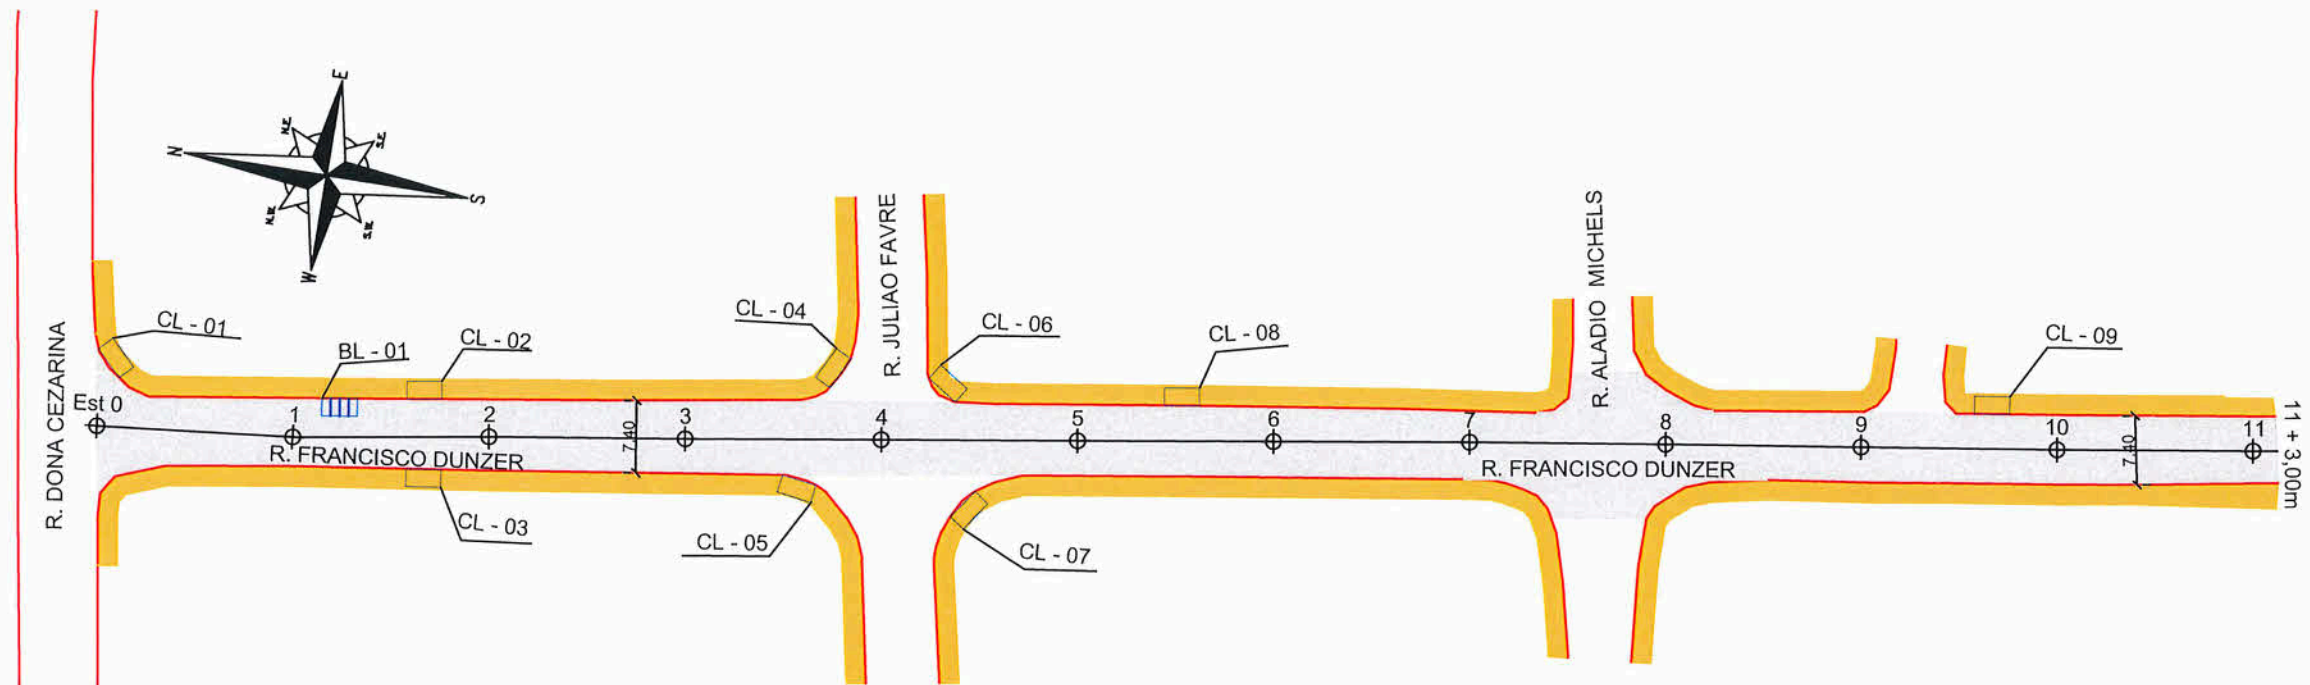 E
N.E.
S.E.
N
S
N.W.
S.W.
W
R. DONA CEZARINA
CL - 01
BL - 01
CL - 02
CL - 04
R. JULIAO FAVRE
CL - 06
CL - 08
R. ALADIO MICHELS
CL - 09
Est 0
1
2
3
4
5
6
7
8
9
10
11
11 + 3,00m
7,40
7,40
R. FRANCISCO DUNZER
R. FRANCISCO DUNZER
CL - 03
CL - 05
CL - 07